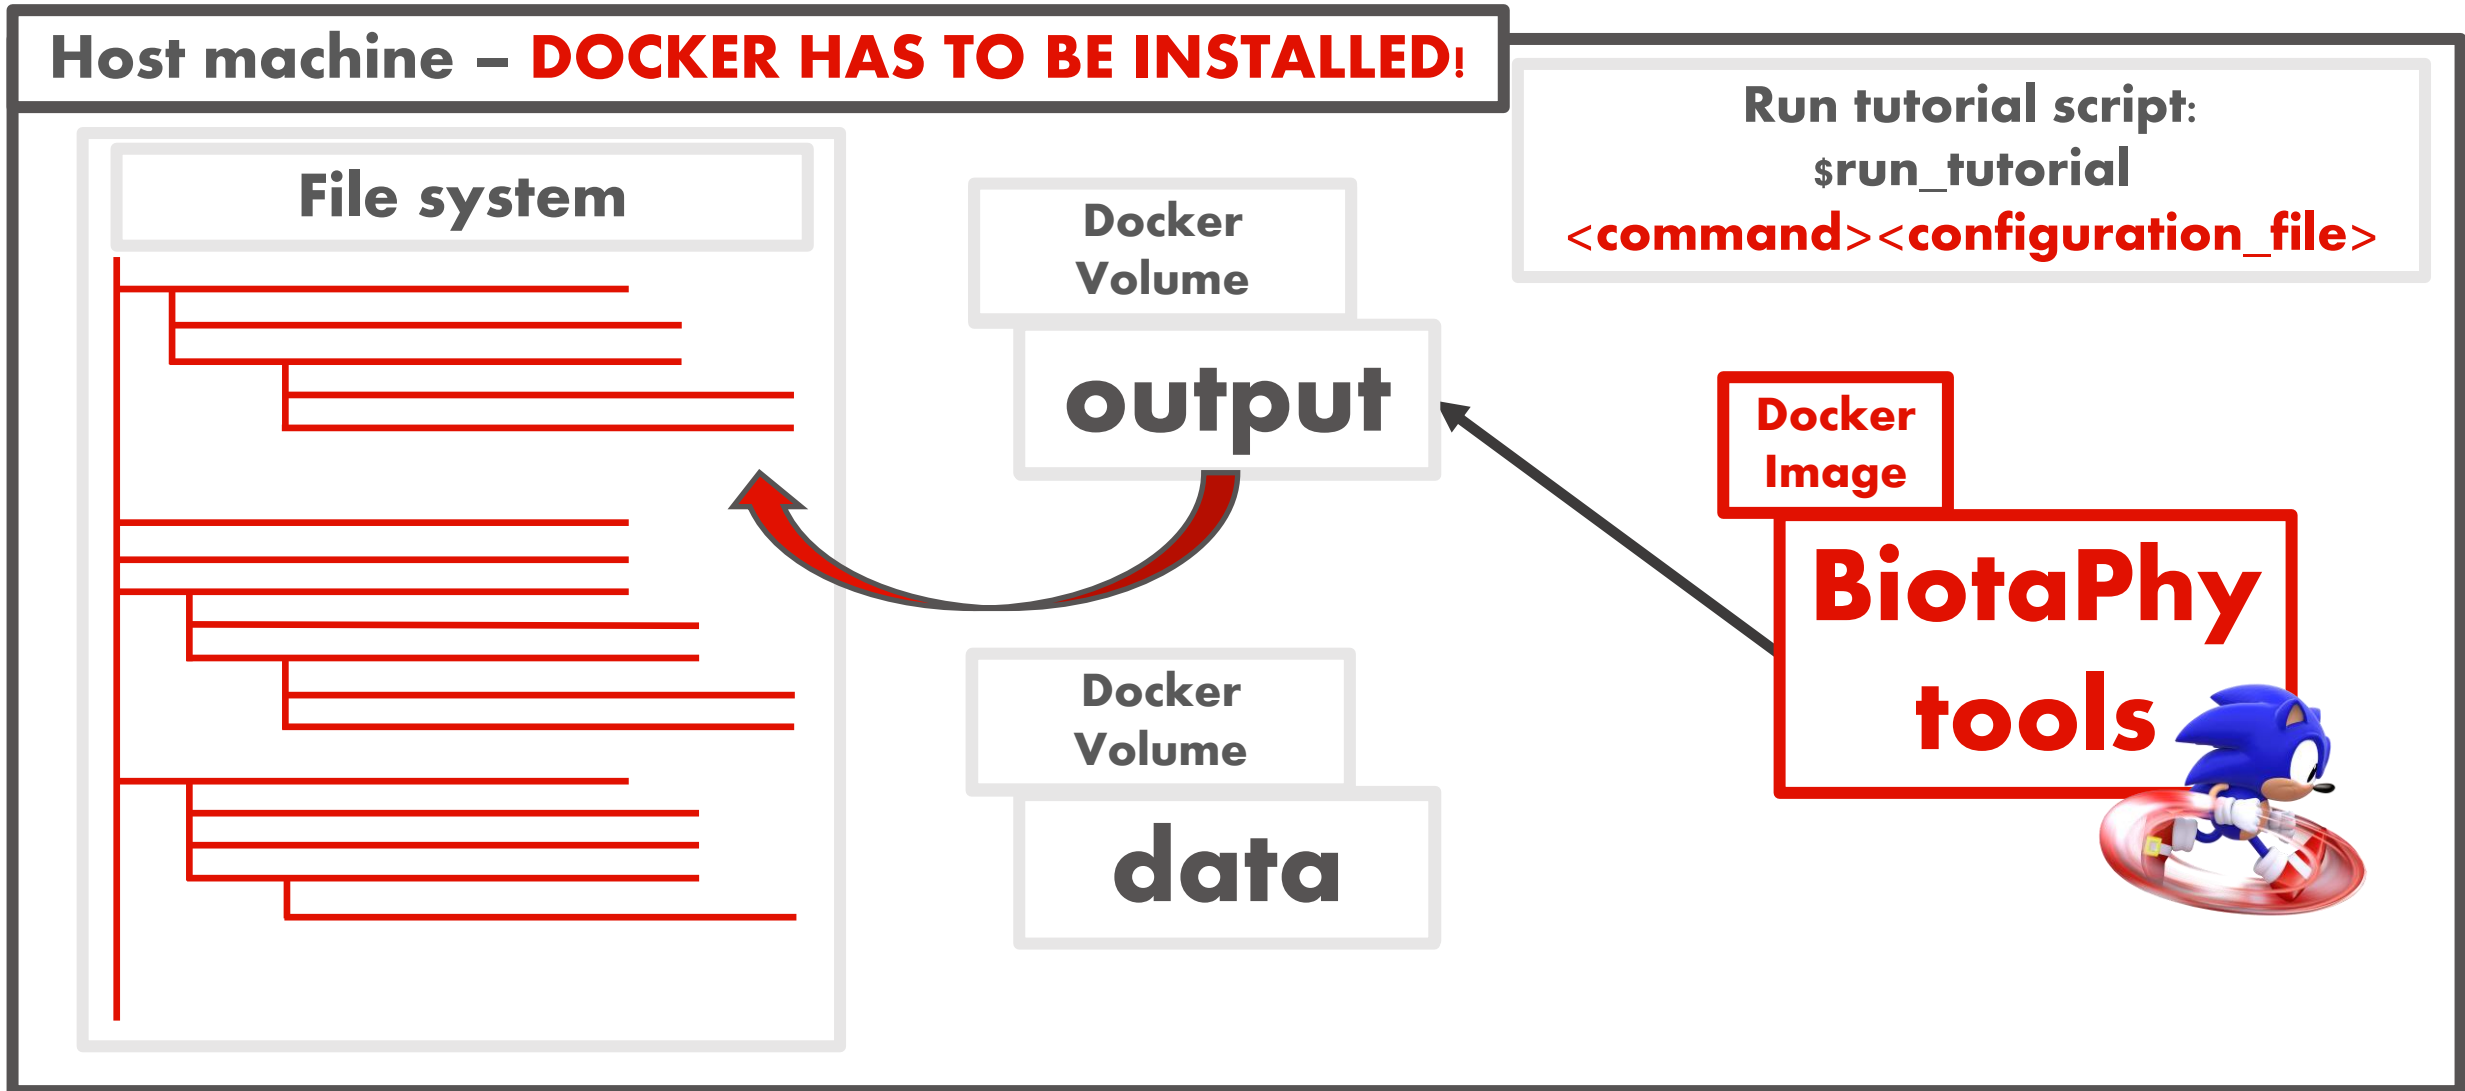 Host machine – DOCKER HAS TO BE INSTALLED!
Run tutorial script:
$run_tutorial
<command><configuration_file>
File system
Docker
Volume
output
Docker
Image
BiotaPhy
tools
Docker
Volume
data